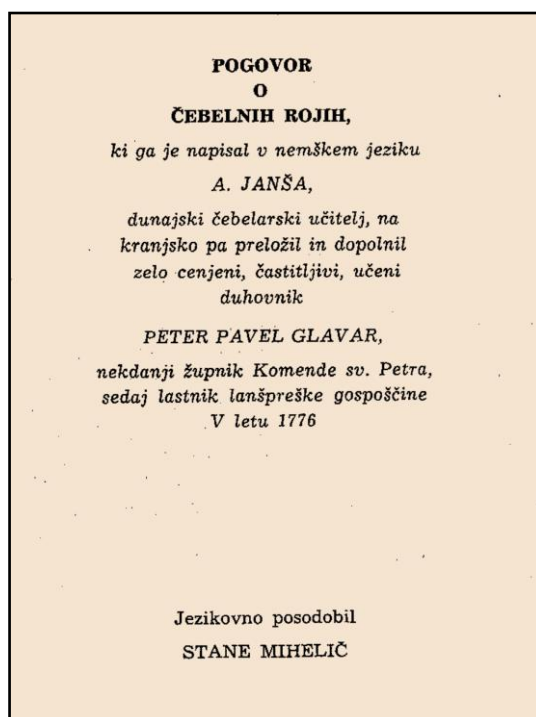 POGOVOR
O
ČEBELNIH ROJIH,
ki ga je napisal v nemškem jeziku
A. JANŠA,
dunajski čebelarski učitelj, na
kranjsko pa preložil in dopolnil
zelo cenjeni, častitljivi, učeni
duhovnik
PETER PAVEL GLAVAR,
nekdanji župnik Komende sv. Petra,
sedaj lastnik lanšpreške gospoščine
V letu 1776
Jezikovno posodobil
STANE MIHELIČ